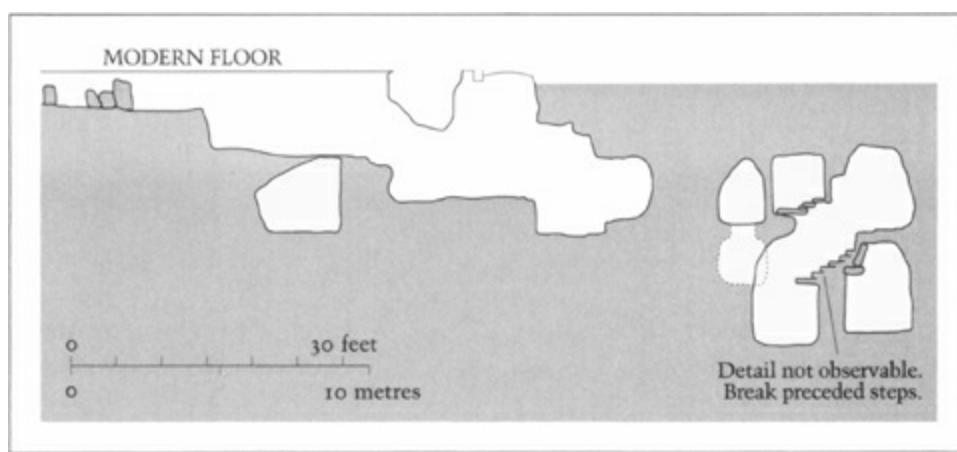 MODERN FLOOR
0 30 feet
0 10 metres
Detail not observable.
Break preceded steps.